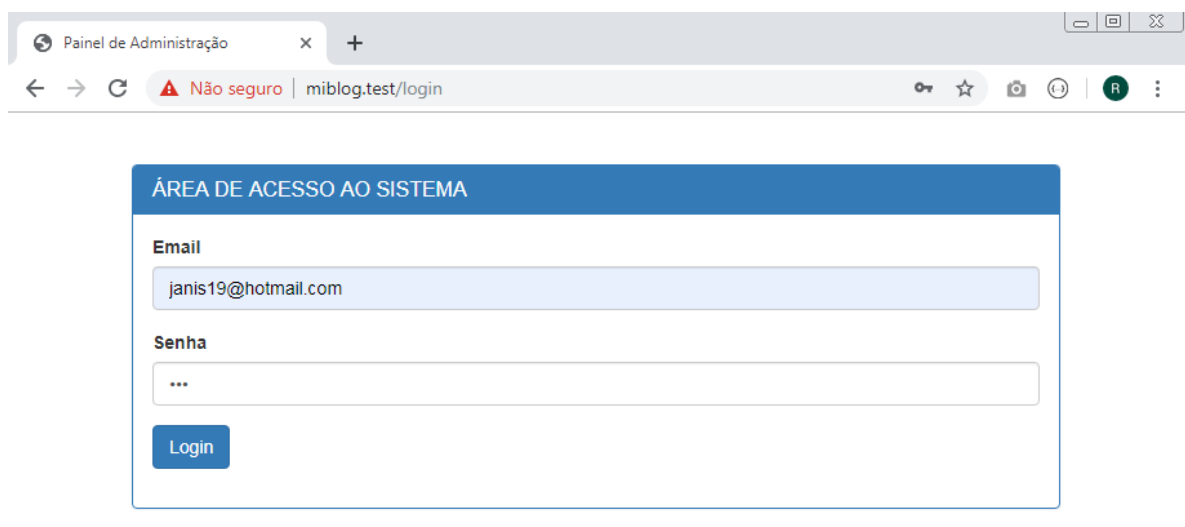 Painel de Administração
Não seguro | miblog.test/login
R
ÁREA DE ACESSO AO SISTEMA
Email
janis19@hotmail.com
Senha
•••
Login